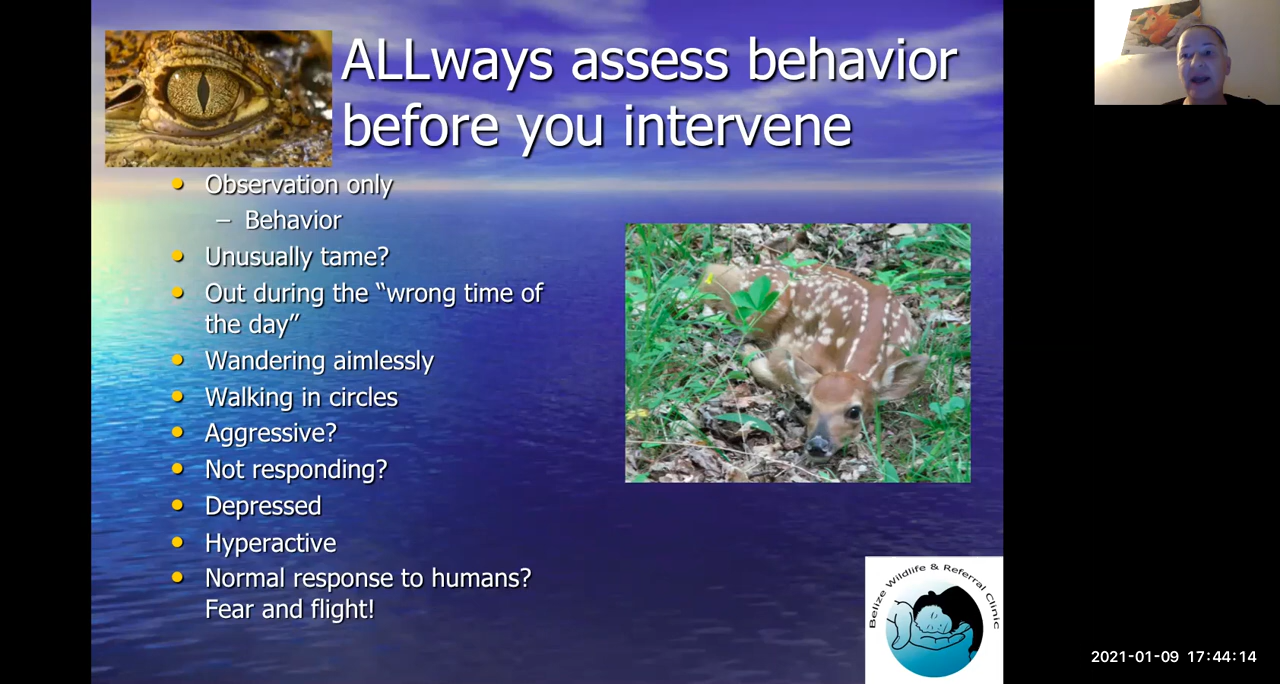 ALLways assess behavior
before you intervene
• Observation only
– Behavior
• Unusually tame?
• Out during the “wrong time of
the day”
• Wandering aimlessly
• Walking in circles
• Aggressive?
• Not responding?
• Depressed
• Hyperactive
• Normal response to humans?
Fear and flight!
Belize Wildlife & Referral Clinic
2021-01-09 17:44:14